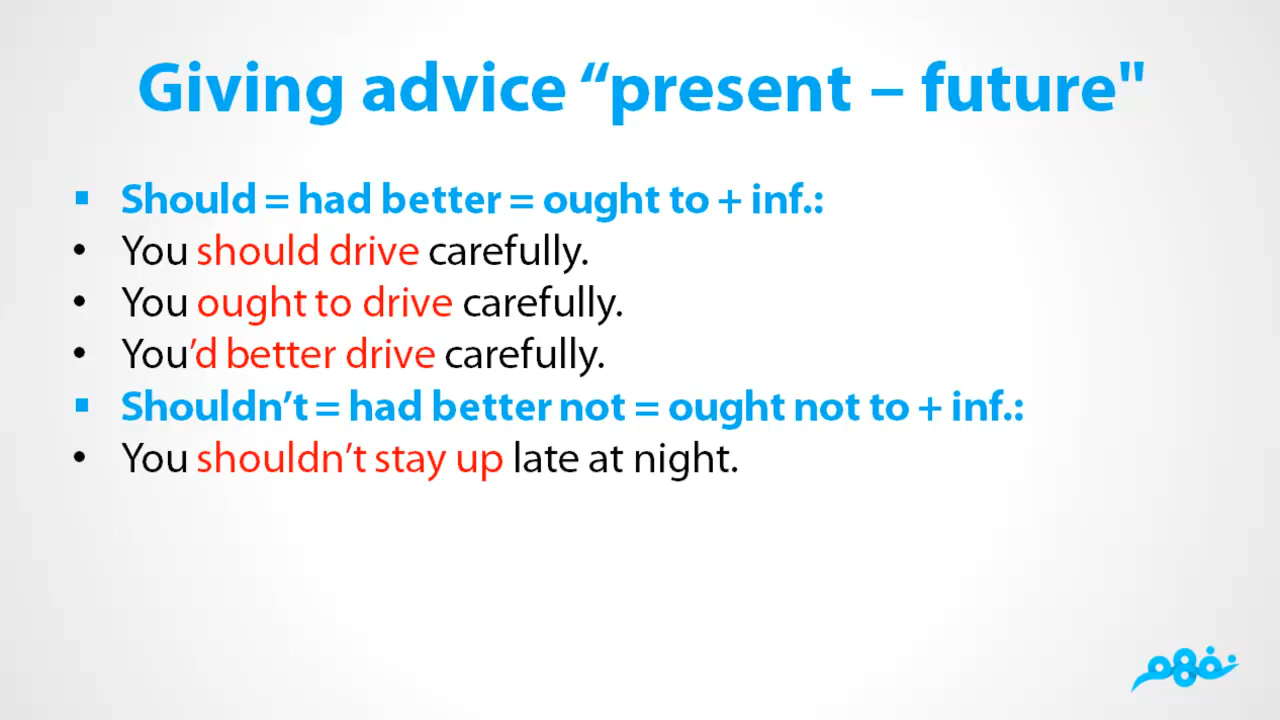 Giving advice “present – future"
▪ Should = had better = ought to + inf.:
• You should drive carefully.
• You ought to drive carefully.
• You’d better drive carefully.
▪ Shouldn’t = had better not = ought not to + inf.:
• You shouldn’t stay up late at night.
نفهم